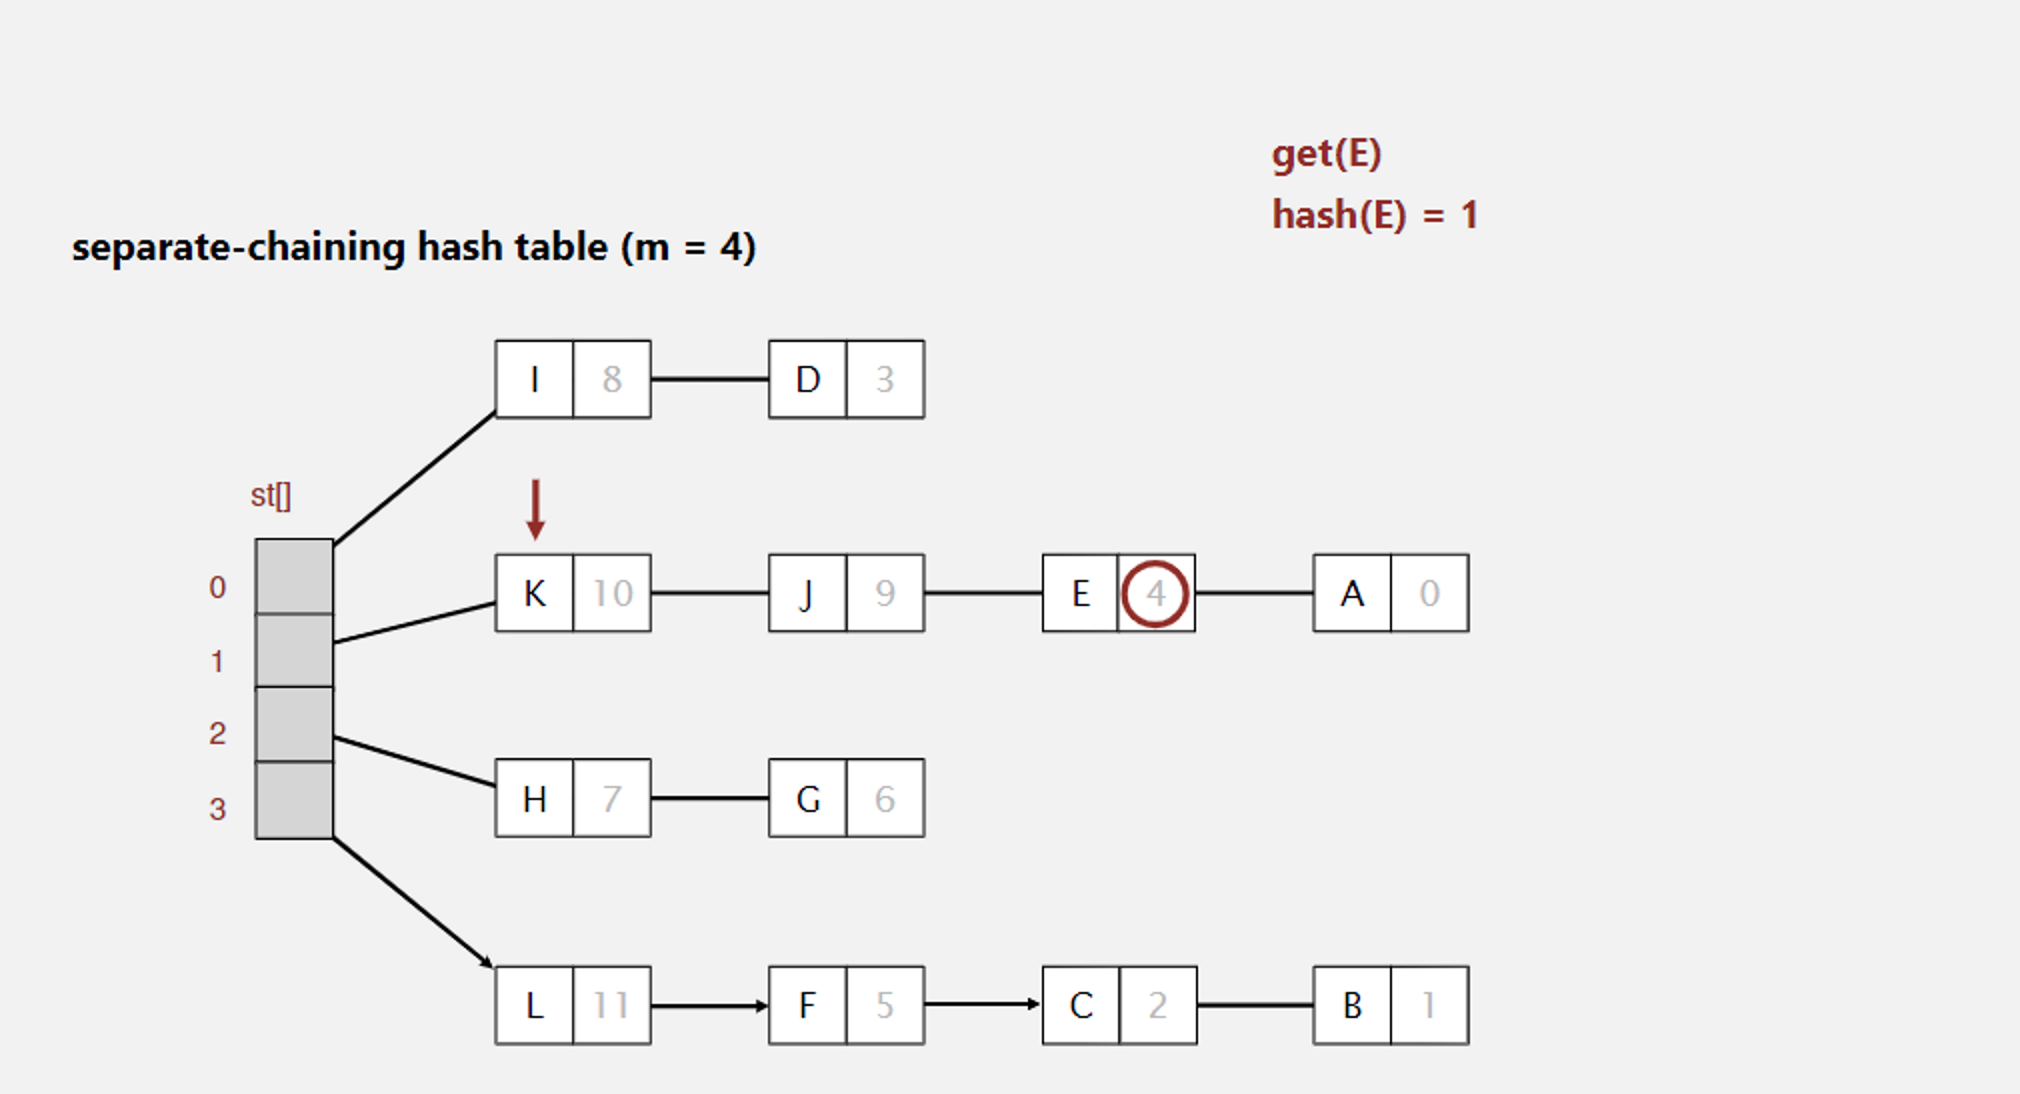 get(E)
hash(E) = 1
separate-chaining hash table (m = 4)
I 8 D 3
st[]
0
K 10 J 9 E 4 A 0
1
2
H 7 G 6
3
L 11 F 5 C 2 B 1